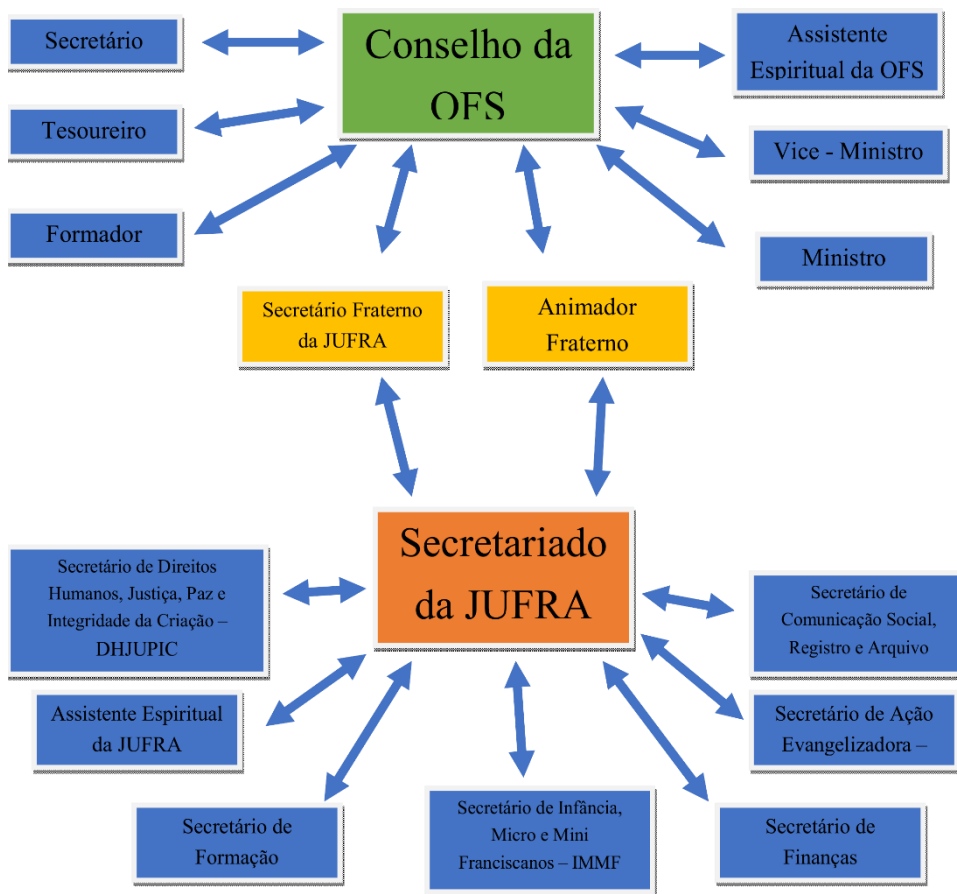 Secretário
Conselho da
OFS
Assistente
Espiritual da OFS
Tesoureiro
Vice - Ministro
Formador
Ministro
Secretário Fraterno
da JUFRA
Animador
Fraterno
Secretariado
da JUFRA
Secretário de Direitos
Humanos, Justiça, Paz e
Integridade da Criação –
DHJUPIC
Secretário de
Comunicação Social,
Registro e Arquivo
Assistente Espiritual
da JUFRA
Secretário de Ação
Evangelizadora –
Secretário de
Formação
Secretário de Infância,
Micro e Mini
Franciscanos – IMMF
Secretário de
Finanças